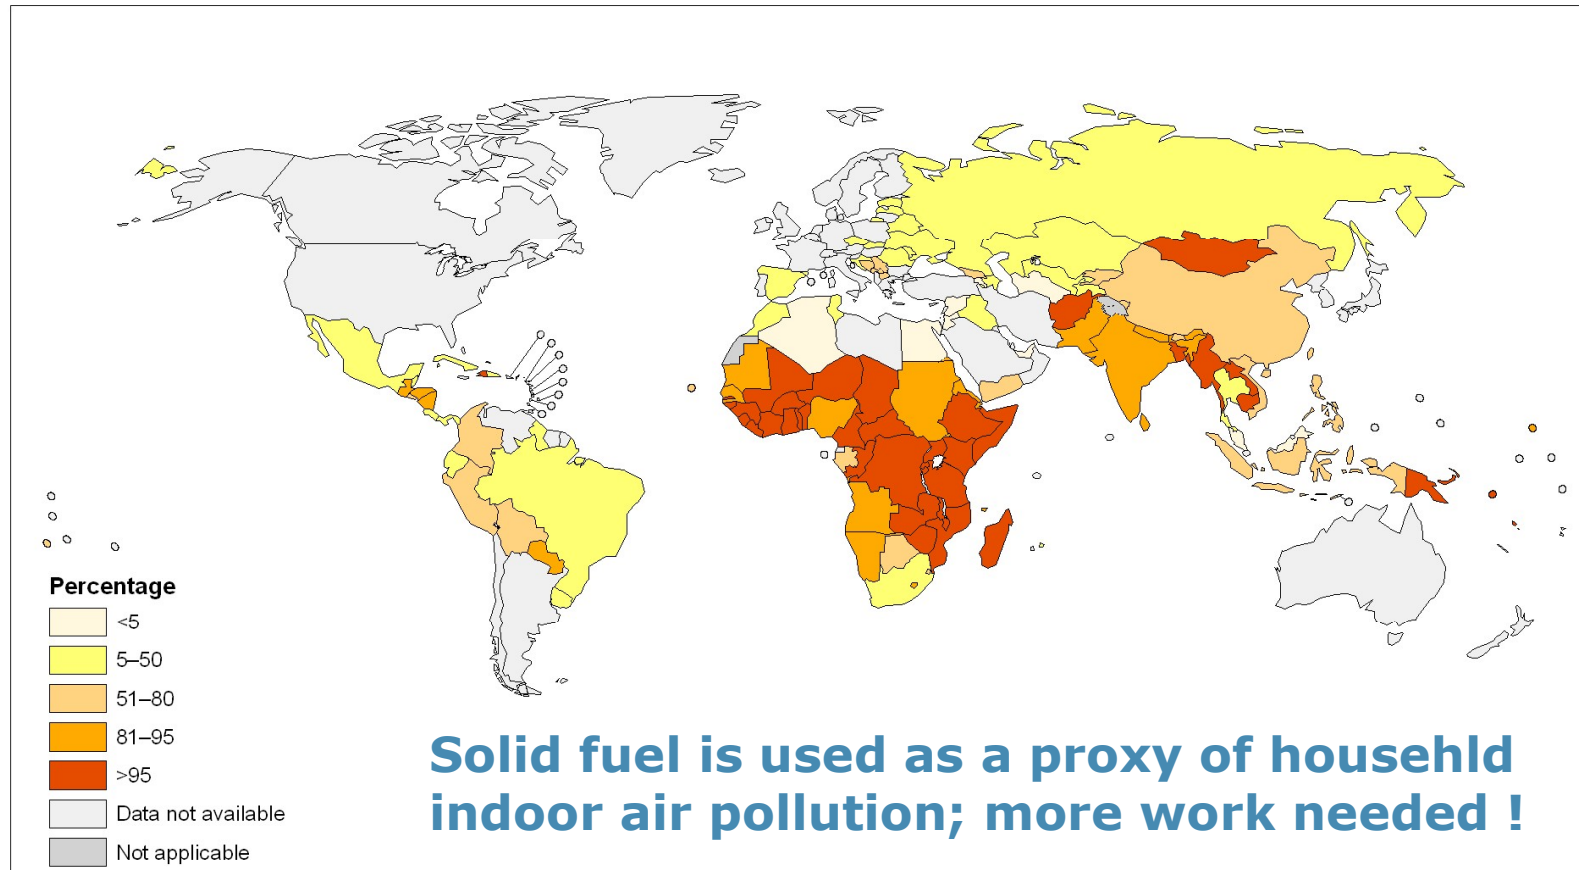 Percentage
<5
5–50
51–80
81–95
>95
Data not available
Not applicable
Solid fuel is used as a proxy of househld
indoor air pollution; more work needed !